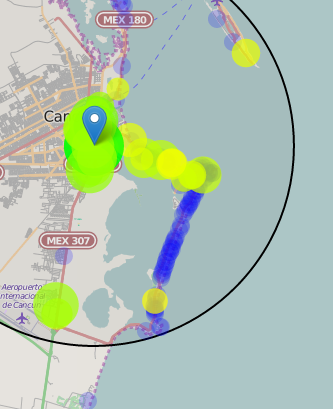 MEX 180
Can
MEX 307
Aeropuerto
Internacional
de Cancún